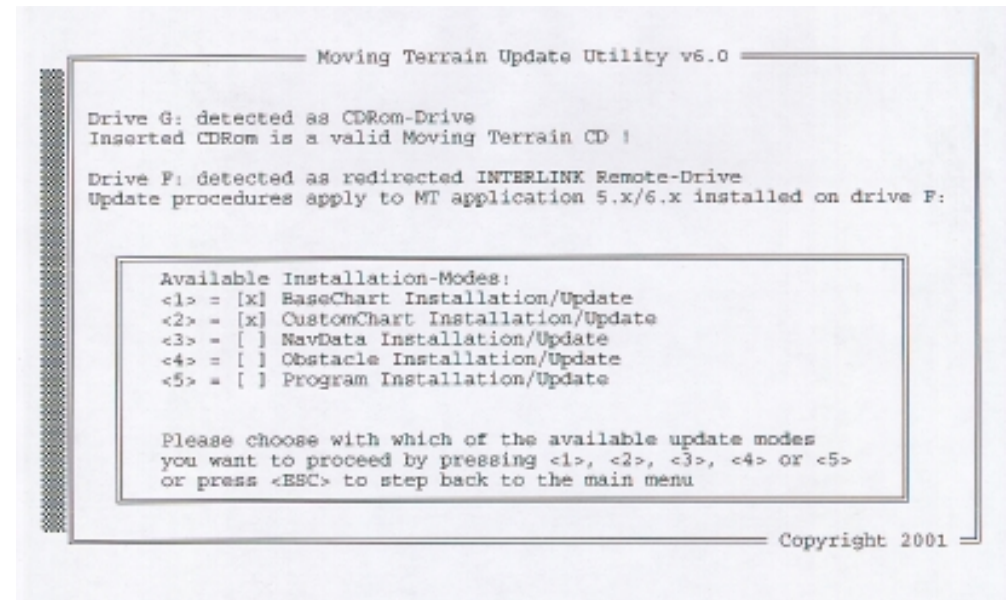 Moving Terrain Update Utility v6.0
Drive G: detected as CDRom-Drive
Inserted CDRom is a valid Moving Terrain CD !
Drive F: detected as redirected INTERLINK Remote-Drive
Update procedures apply to MT application 5.x/6.x installed on drive F:
Available Installation-Modes:
<1> = [x] BaseChart Installation/Update
<2> = [x] CustomChart Installation/Update
<3> = [ ] NavData Installation/Update
<4> = [ ] Obstacle Installation/Update
<5> = [ ] Program Installation/Update
Please choose with which of the available update modes
you want to proceed by pressing <1>, <2>, <3>, <4> or <5>
or press <ESC> to step back to the main menu
Copyright 2001